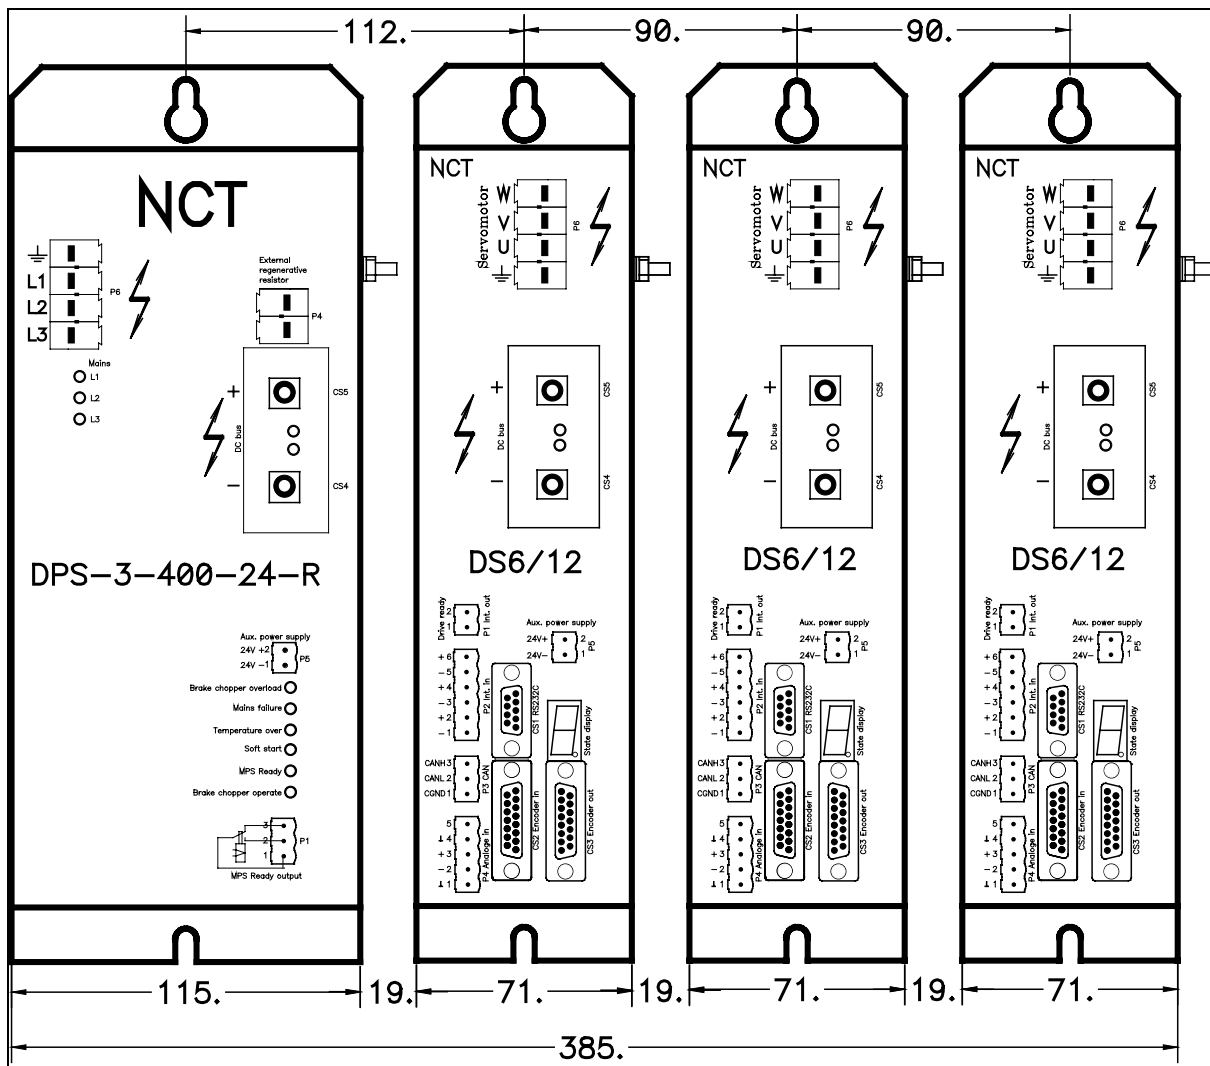 112.
90.
90.
NCT
L1
L2
L3
P6
Mains
L1
L2
L3
External
regenerative
resistor
P4
+
CS5
DC bus
−
CS4
DPS-3-400-24-R
Aux. power supply
24V +2
24V −1
P5
Brake chopper overload
Mains failure
Temperature over
Soft start
MPS Ready
Brake chopper operate
3
2
1
P1
MPS Ready output
NCT
Servomotor
W
V
U
P6
+
CS5
DC bus
−
CS4
DS6/12
Drive ready
2
1
P1 Int. out
Aux. power supply
24V+
24V−
2
1
P5
+6
−5
+4
−3
+2
−1
P2 Int. in
CS1 RS232C
State display
CANH 3
CANL 2
CGND 1
P3 CAN
5
⊥ 4
+3
−2
⊥ 1
P4 Analoge in
CS2 Encoder in
CS3 Encoder out
NCT
Servomotor
W
V
U
P6
+
CS5
DC bus
−
CS4
DS6/12
Drive ready
2
1
P1 Int. out
Aux. power supply
24V+
24V−
2
1
P5
+6
−5
+4
−3
+2
−1
P2 Int. in
CS1 RS232C
State display
CANH 3
CANL 2
CGND 1
P3 CAN
5
⊥ 4
+3
−2
⊥ 1
P4 Analoge in
CS2 Encoder in
CS3 Encoder out
NCT
Servomotor
W
V
U
P6
+
CS5
DC bus
−
CS4
DS6/12
Drive ready
2
1
P1 Int. out
Aux. power supply
24V+
24V−
2
1
P5
+6
−5
+4
−3
+2
−1
P2 Int. in
CS1 RS232C
State display
CANH 3
CANL 2
CGND 1
P3 CAN
5
⊥ 4
+3
−2
⊥ 1
P4 Analoge in
CS2 Encoder in
CS3 Encoder out
115.
19.
71.
19.
71.
19.
71.
385.